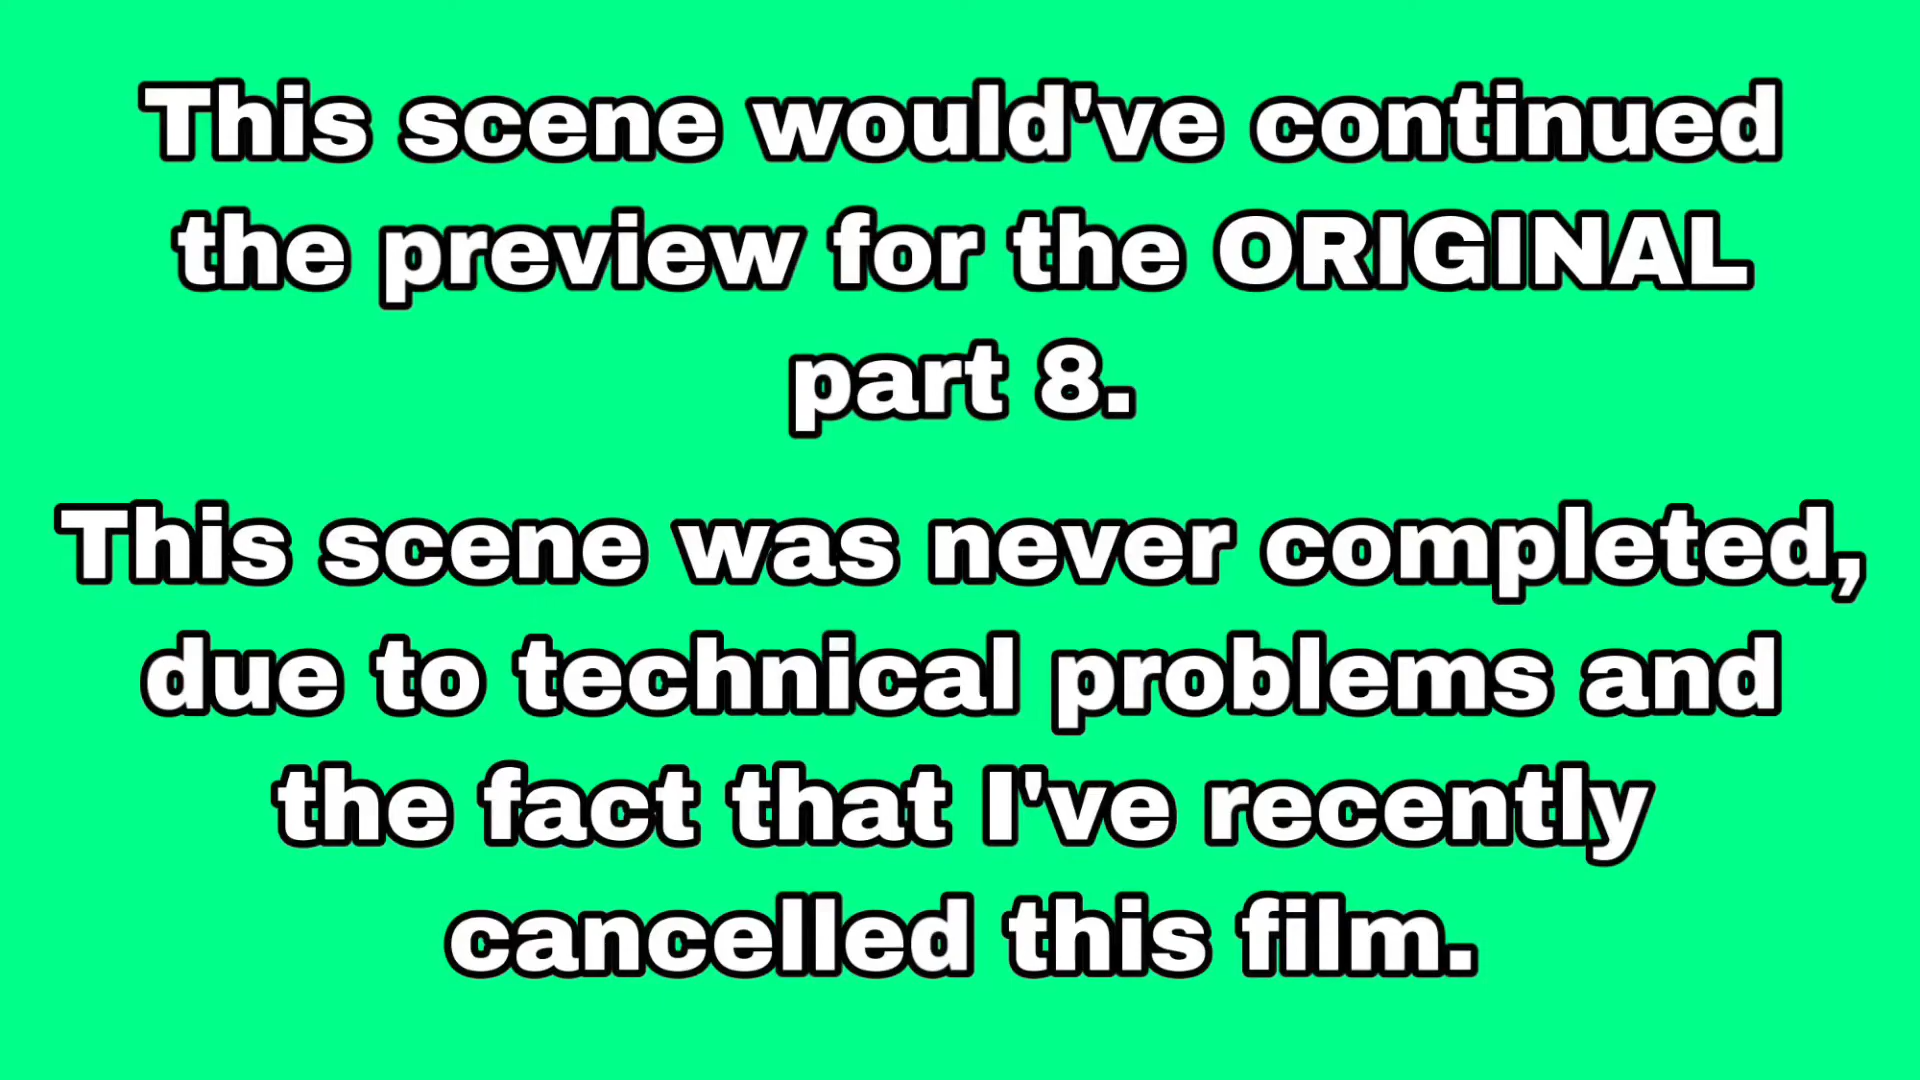 This scene would've continued
the preview for the ORIGINAL
part 8.
This scene was never completed,
due to technical problems and
the fact that I've recently
cancelled this film.